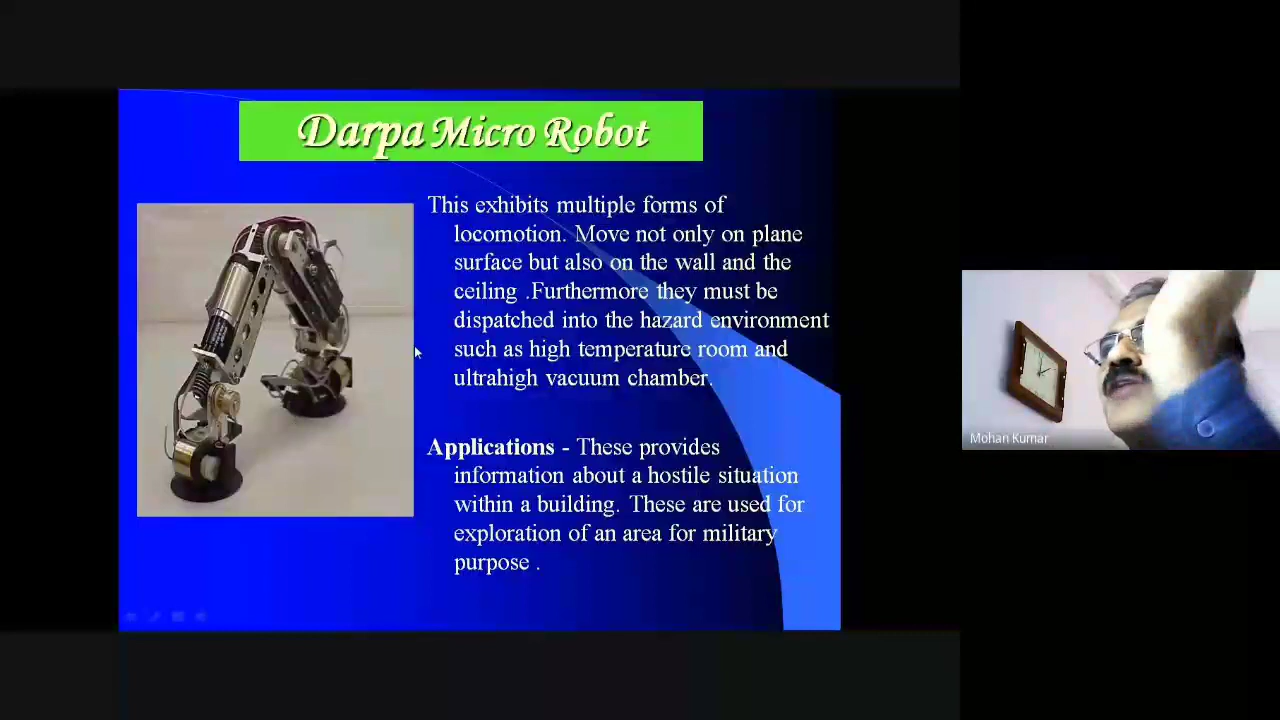 Darpa Micro Robot
This exhibits multiple forms of
locomotion. Move not only on plane
surface but also on the wall and the
ceiling .Furthermore they must be
dispatched into the hazard environment
such as high temperature room and
ultrahigh vacuum chamber.
Applications - These provides
information about a hostile situation
within a building. These are used for
exploration of an area for military
purpose .
Mohan Kumar